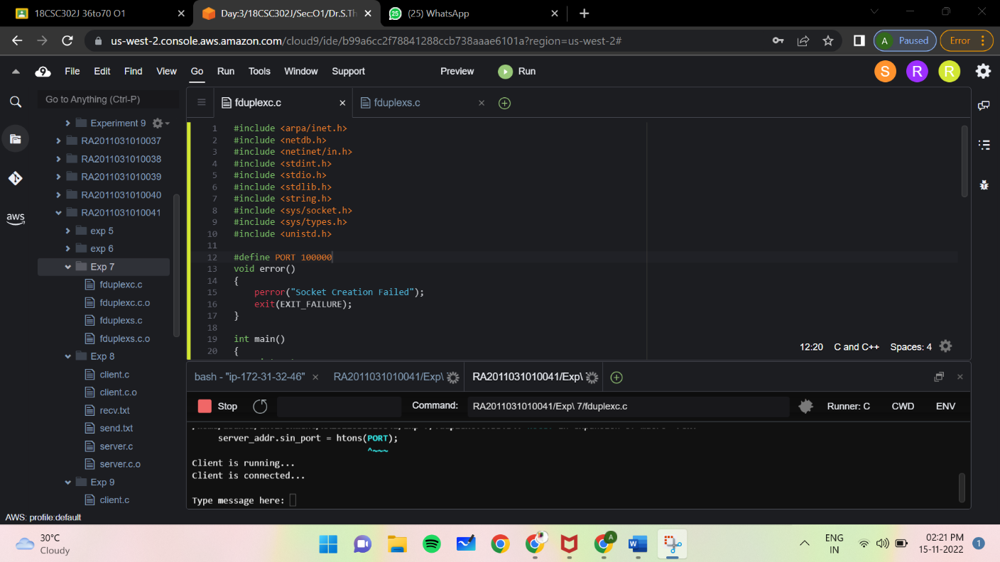 18CSC302J 36to70 O1
Day:3/18CSC302J/Sec:O1/Dr.S.Th
25
(25) WhatsApp
us-west-2.console.aws.amazon.com/cloud9/ide/b99a6cc2f78841288ccb738aaae6101a?region=us-west-2#
A Paused
Error
9 File Edit Find View Go Run Tools Window Support Preview Run
S R R
Go to Anything (Ctrl-P)
fduplexc.c
fduplexs.c
aws
Experiment 9
RA2011031010037
RA2011031010038
RA2011031010039
RA2011031010040
RA2011031010041
exp 5
exp 6
Exp 7
fduplexc.c
fduplexc.c.o
fduplexs.c
fduplexs.c.o
Exp 8
client.c
client.c.o
recv.txt
send.txt
server.c
server.c.o
Exp 9
client.c
1 #include <arpa/inet.h>
2 #include <netdb.h>
3 #include <netinet/in.h>
4 #include <stdint.h>
5 #include <stdio.h>
6 #include <stdlib.h>
7 #include <string.h>
8 #include <sys/socket.h>
9 #include <sys/types.h>
10 #include <unistd.h>
11
12 #define PORT 100000
13 void error()
14 {
15 perror("Socket Creation Failed");
16 exit(EXIT_FAILURE);
17 }
18
19 int main()
20 {
12:20 C and C++ Spaces: 4
bash - "ip-172-31-32-46"
RA2011031010041/Exp\
RA2011031010041/Exp\
Stop
Command: RA2011031010041/Exp\ 7/fduplexc.c
Runner: C CWD ENV
server_addr.sin_port = htons(PORT);
^~~~
Client is running...
Client is connected...
Type message here:
AWS: profile:default
30°C
Cloudy
A
W
ENG
IN
02:21 PM
15-11-2022
1